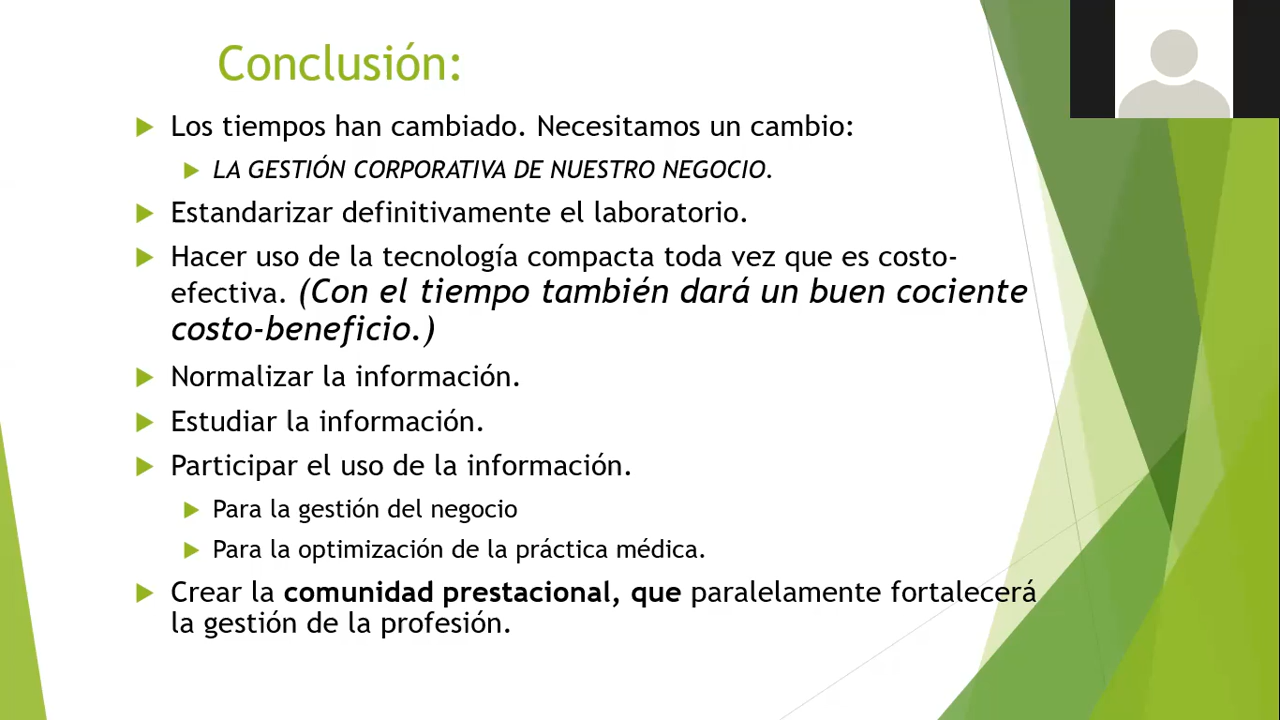 Conclusión:
Los tiempos han cambiado. Necesitamos un cambio:
LA GESTIÓN CORPORATIVA DE NUESTRO NEGOCIO.
Estandarizar definitivamente el laboratorio.
Hacer uso de la tecnología compacta toda vez que es costo-
efectiva. (Con el tiempo también dará un buen cociente
costo-beneficio.)
Normalizar la información.
Estudiar la información.
Participar el uso de la información.
Para la gestión del negocio
Para la optimización de la práctica médica.
Crear la comunidad prestacional, que paralelamente fortalecerá
la gestión de la profesión.